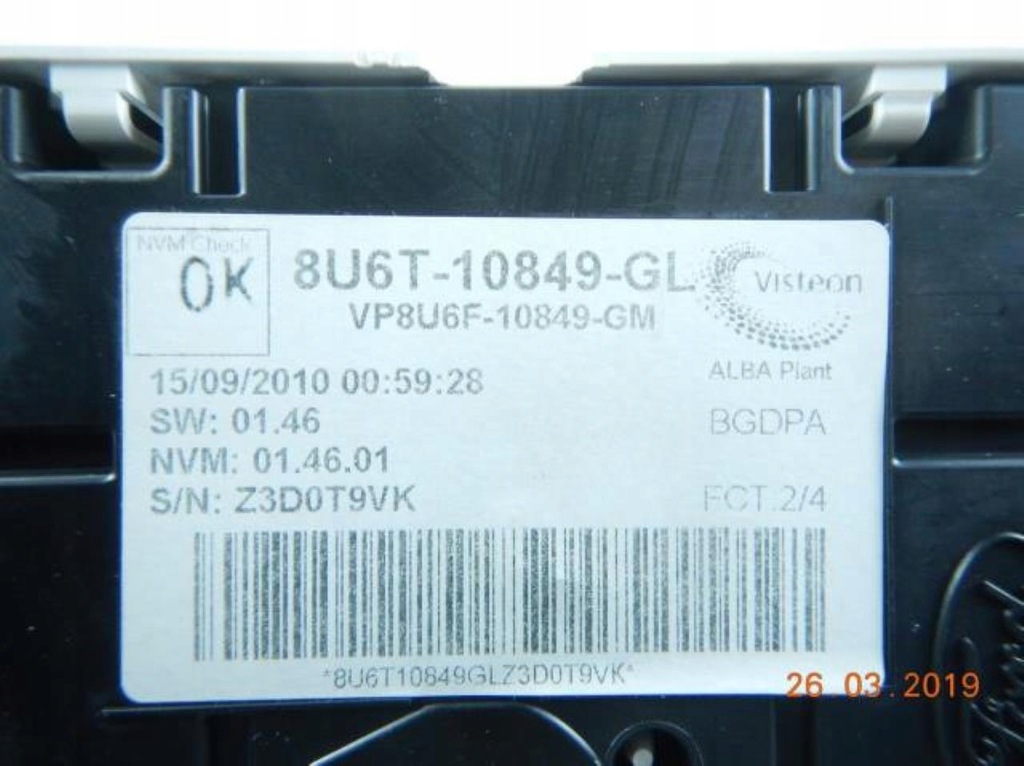 NVM Check
OK
8U6T-10849-GL
VP8U6F-10849-GM
Visteon
ALBA Plant
15/09/2010 00:59:28
SW: 01.46
BGDPA
NVM: 01.46.01
S/N: Z3D0T9VK
FCT.2/4
*8U6T10849GLZ3D0T9VK*
26.03.2019